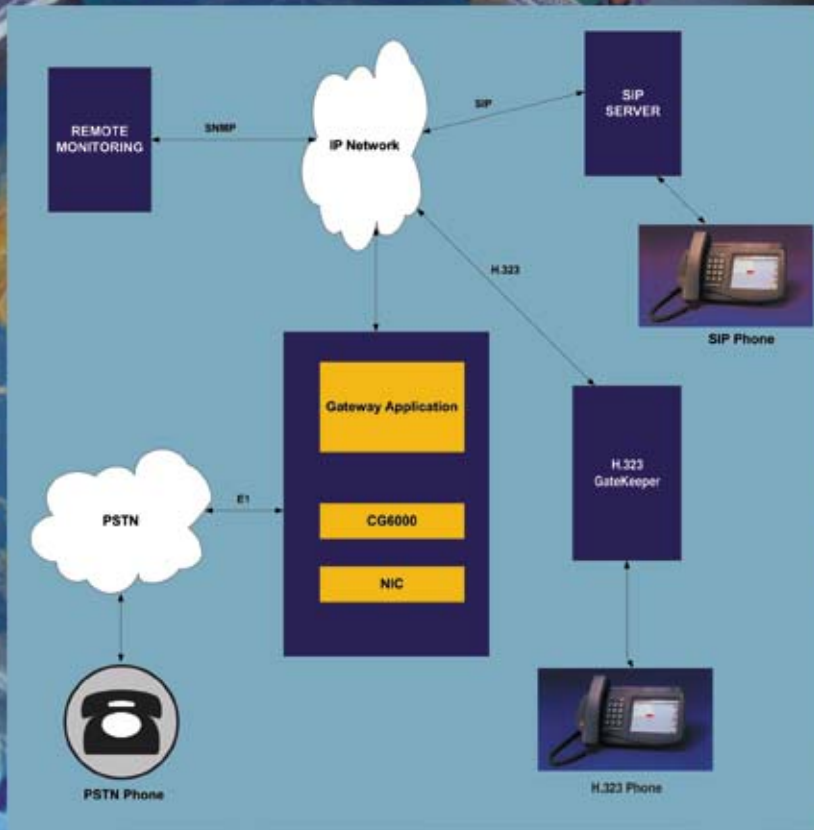 REMOTE
MONITORING
SNMP
IP Network
SIP
SIP
SERVER
SIP Phone
H.323
Gateway Application
CG6000
NIC
E1
PSTN
PSTN Phone
H.323
GateKeeper
H.323 Phone